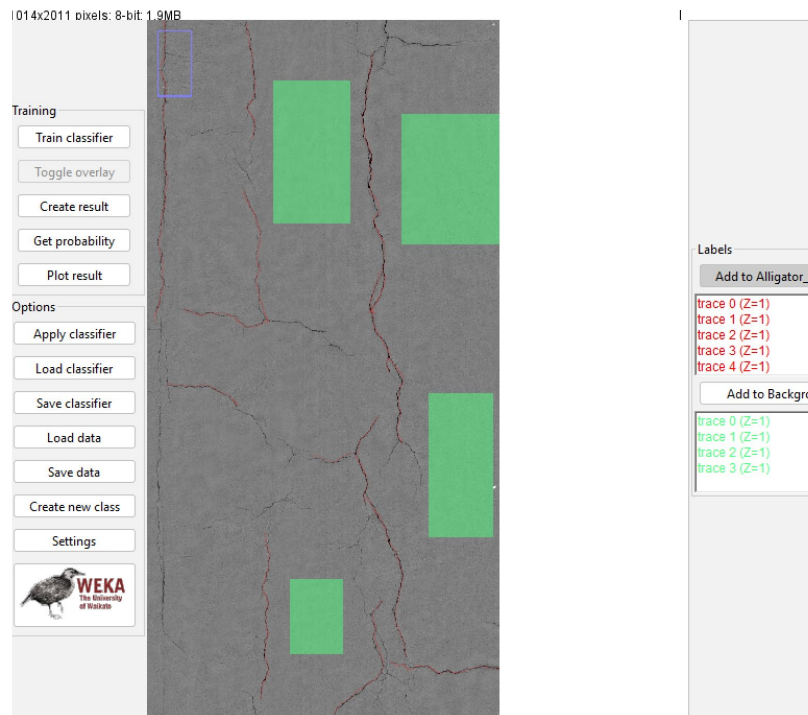 1014x2011 pixels; 8-bit; 1.9MB
Training
Train classifier
Toggle overlay
Create result
Get probability
Plot result
Options
Apply classifier
Load classifier
Save classifier
Load data
Save data
Create new class
Settings
WEKA
The University
of Waikato
Labels
Add to Alligator_
trace 0 (Z=1)
trace 1 (Z=1)
trace 2 (Z=1)
trace 3 (Z=1)
trace 4 (Z=1)
Add to Backgro
trace 0 (Z=1)
trace 1 (Z=1)
trace 2 (Z=1)
trace 3 (Z=1)